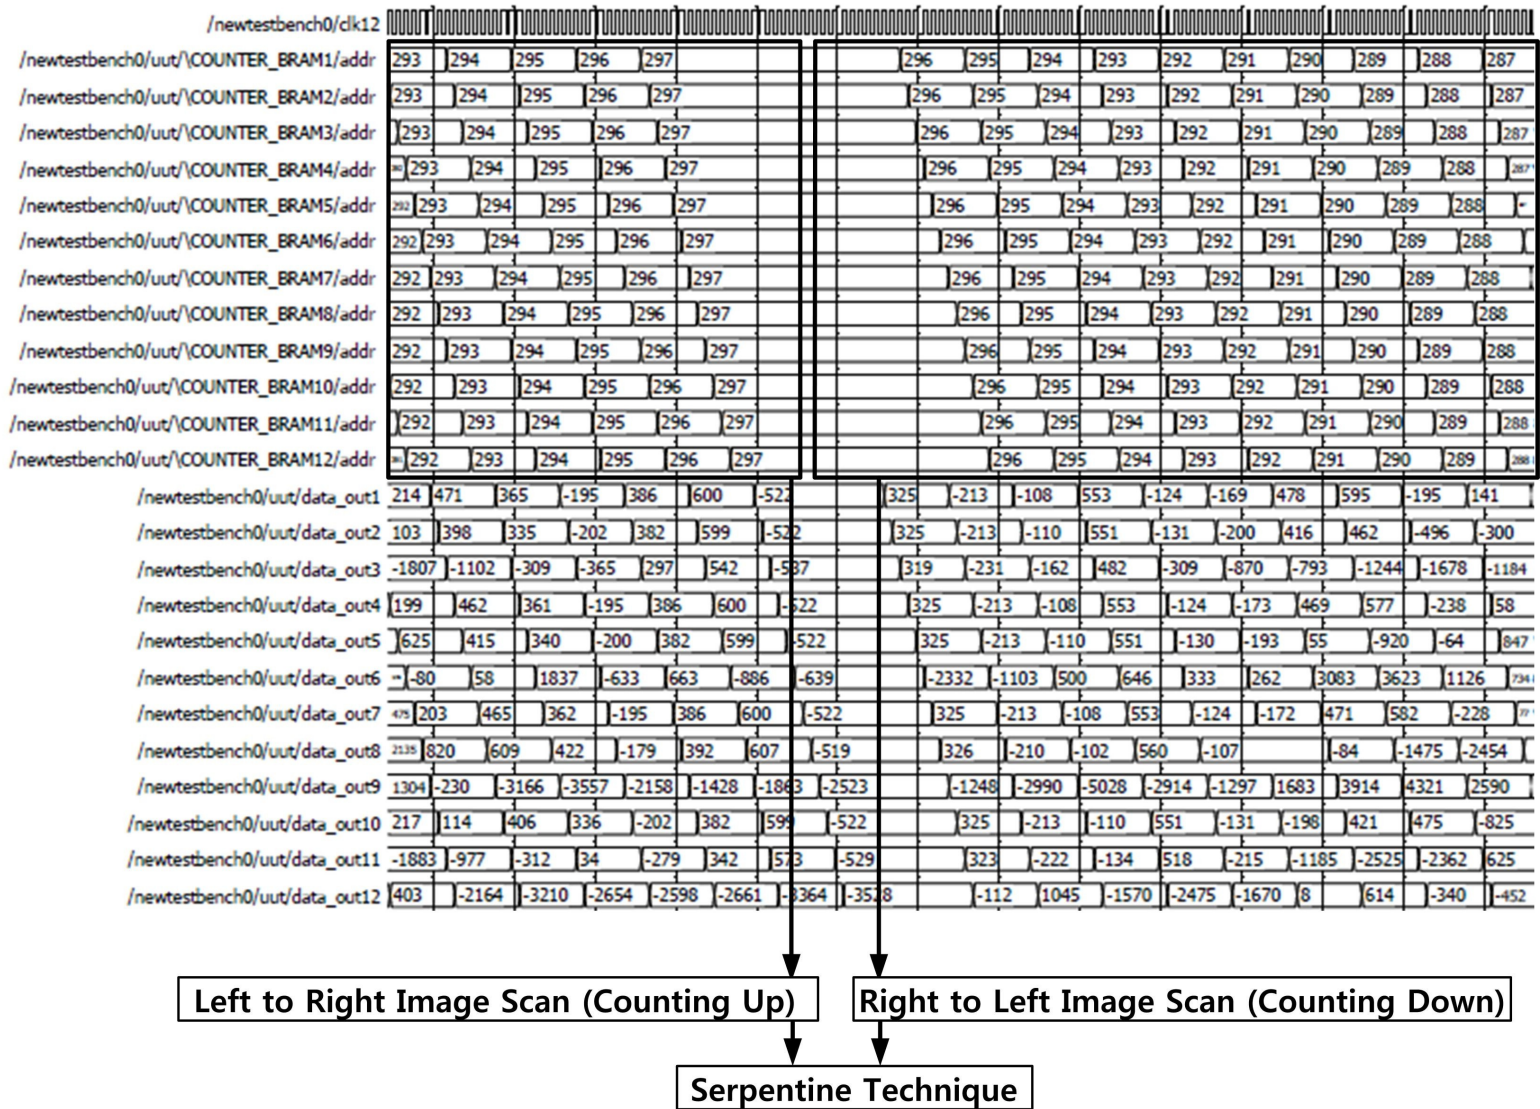 /newtestbench0/clk12
/newtestbench0/uut/\COUNTER_BRAM1/addr 293 294 295 296 297 296 295 294 293 292 291 290 289 288 287
/newtestbench0/uut/\COUNTER_BRAM2/addr 293 294 295 296 297 296 295 294 293 292 291 290 289 288 287
/newtestbench0/uut/\COUNTER_BRAM3/addr 293 294 295 296 297 296 295 294 293 292 291 290 289 288 287
/newtestbench0/uut/\COUNTER_BRAM4/addr 293 294 295 296 297 296 295 294 293 292 291 290 289 288 287
/newtestbench0/uut/\COUNTER_BRAM5/addr 292 293 294 295 296 297 296 295 294 293 292 291 290 289 288
/newtestbench0/uut/\COUNTER_BRAM6/addr 292 293 294 295 296 297 296 295 294 293 292 291 290 289 288
/newtestbench0/uut/\COUNTER_BRAM7/addr 292 293 294 295 296 297 296 295 294 293 292 291 290 289 288
/newtestbench0/uut/\COUNTER_BRAM8/addr 292 293 294 295 296 297 296 295 294 293 292 291 290 289 288
/newtestbench0/uut/\COUNTER_BRAM9/addr 292 293 294 295 296 297 296 295 294 293 292 291 290 289 288
/newtestbench0/uut/\COUNTER_BRAM10/addr 292 293 294 295 296 297 296 295 294 293 292 291 290 289 288
/newtestbench0/uut/\COUNTER_BRAM11/addr 292 293 294 295 296 297 296 295 294 293 292 291 290 289 288
/newtestbench0/uut/\COUNTER_BRAM12/addr 292 293 294 295 296 297 296 295 294 293 292 291 290 289 288
/newtestbench0/uut/data_out1 214 471 365 -195 386 600 -522 325 -213 -108 553 -124 -169 478 595 -195 141
/newtestbench0/uut/data_out2 103 398 335 -202 382 599 -522 325 -213 -110 551 -131 -200 416 462 -496 -300
/newtestbench0/uut/data_out3 -1807 -1102 -309 -365 297 542 -537 319 -231 -162 482 -309 -870 -793 -1244 -1678 -1184
/newtestbench0/uut/data_out4 199 462 361 -195 386 600 -522 325 -213 -108 553 -124 -173 469 577 -238 58
/newtestbench0/uut/data_out5 625 415 340 -200 382 599 -522 325 -213 -110 551 -130 -193 55 -920 -64 847
/newtestbench0/uut/data_out6 -80 58 1837 -633 663 -886 -639 -2332 -1103 500 646 333 262 3083 3623 1126 734
/newtestbench0/uut/data_out7 475 203 465 362 -195 386 600 -522 325 -213 -108 553 -124 -172 471 582 -228
/newtestbench0/uut/data_out8 2135 820 609 422 -179 392 607 -519 326 -210 -102 560 -107 -84 -1475 -2454
/newtestbench0/uut/data_out9 1304 -230 -3166 -3557 -2158 -1428 -1863 -2523 -1248 -2990 -5028 -2914 -1297 1683 3914 4321 2590
/newtestbench0/uut/data_out10 217 114 406 336 -202 382 599 -522 325 -213 -110 551 -131 -198 421 475 -825
/newtestbench0/uut/data_out11 -1883 -977 -312 34 -279 342 573 -529 323 -222 -134 518 -215 -1185 -2525 -2362 625
/newtestbench0/uut/data_out12 403 -2164 -3210 -2654 -2598 -2661 -3364 -3528 -112 1045 -1570 -2475 -1670 8 614 -340 -452
Left to Right Image Scan (Counting Up) Right to Left Image Scan (Counting Down)
Serpentine Technique